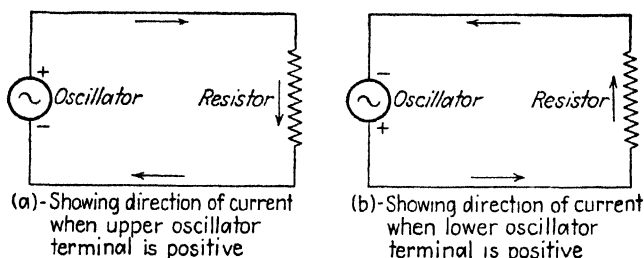 +
Oscillator
Resistor
−
(a)-Showing direction of current
when upper oscillator
terminal is positive
−
Oscillator
Resistor
+
(b)-Showing direction of current
when lower oscillator
terminal is positive